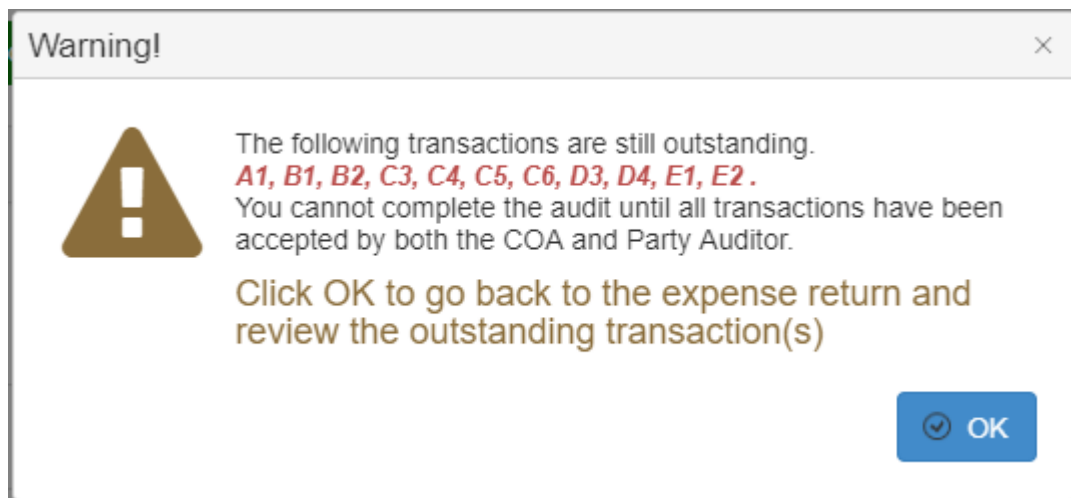 Warning!
The following transactions are still outstanding.
A1, B1, B2, C3, C4, C5, C6, D3, D4, E1, E2 .
You cannot complete the audit until all transactions have been
accepted by both the COA and Party Auditor.
Click OK to go back to the expense return and
review the outstanding transaction(s)
OK